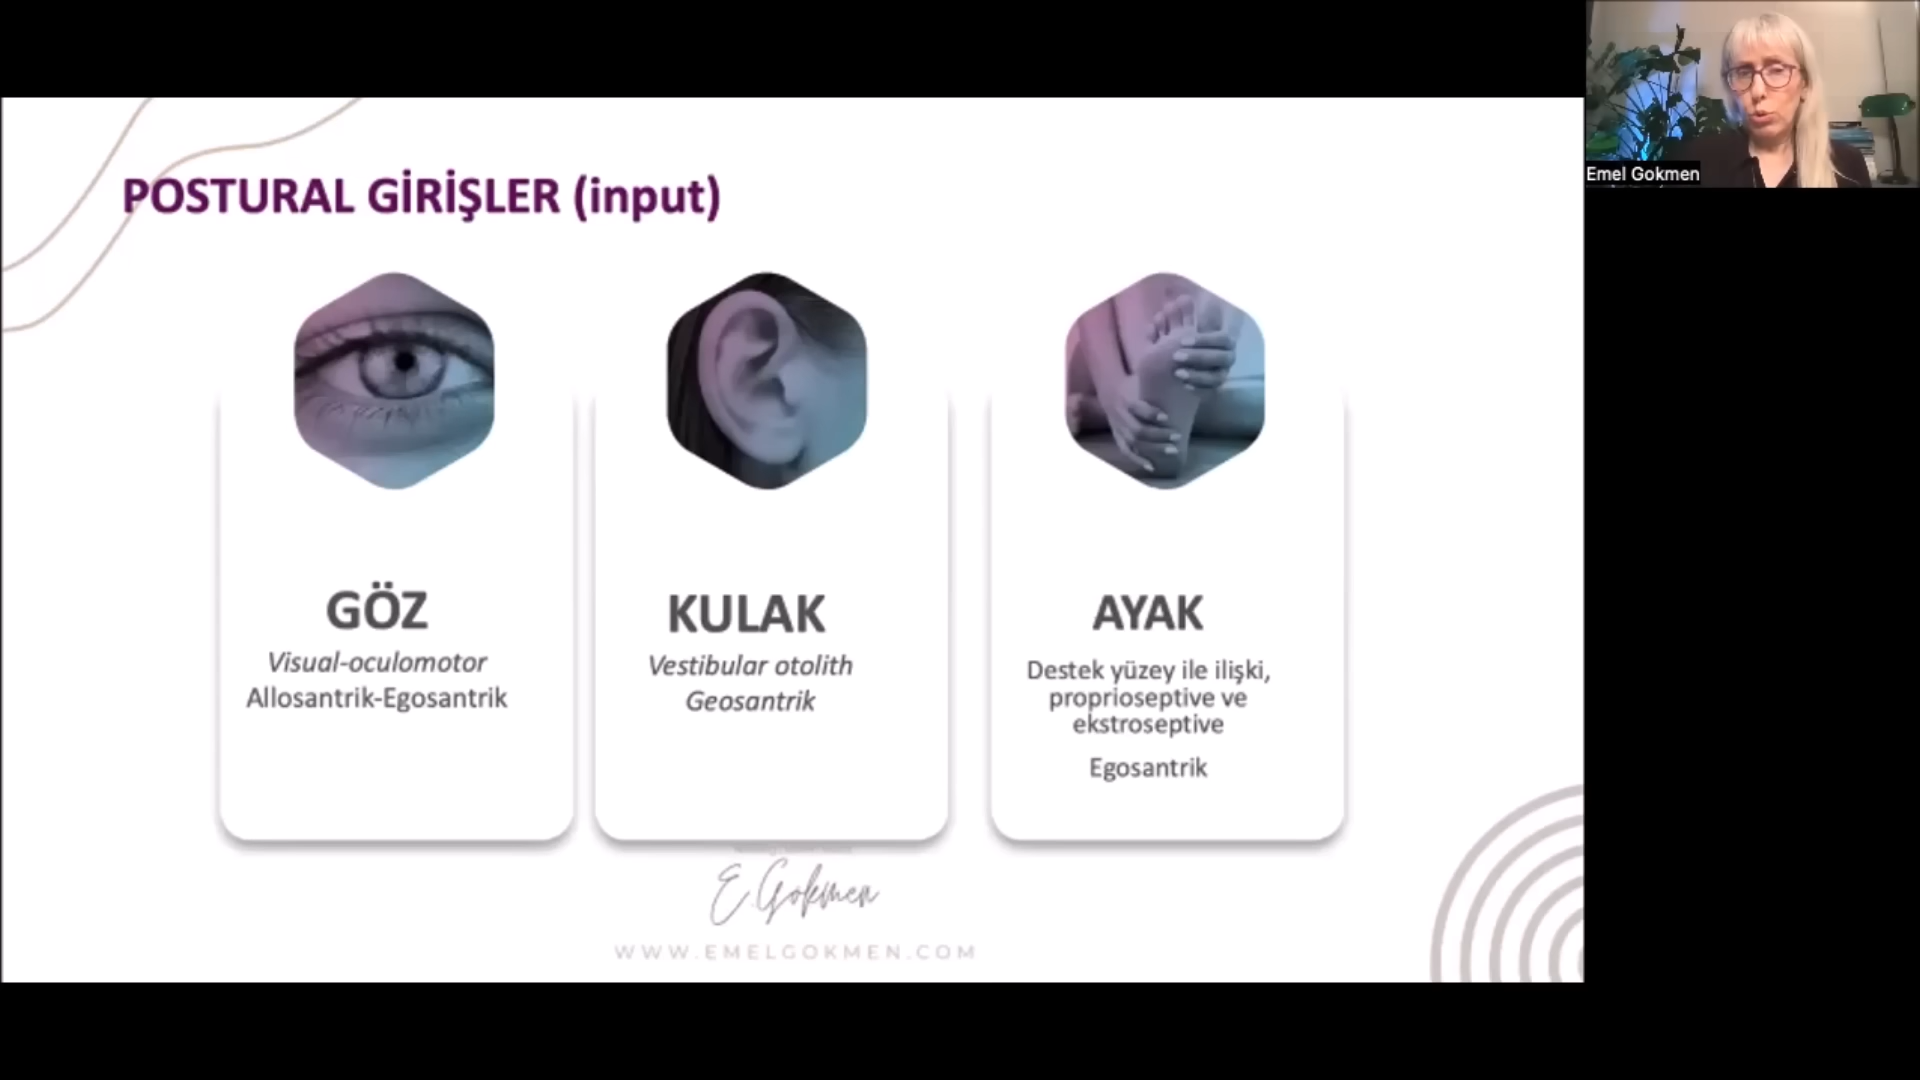 POSTURAL GİRİŞLER (input)
GÖZ
Visual-oculomotor
Allosantrik-Egosantrik
KULAK
Vestibular otolith
Geosantrik
AYAK
Destek yüzey ile ilişki,
proprioseptive ve
ekstroseptive
Egosantrik
E.Gokmen
WWW.EMELGOKMEN.COM
Emel Gokmen